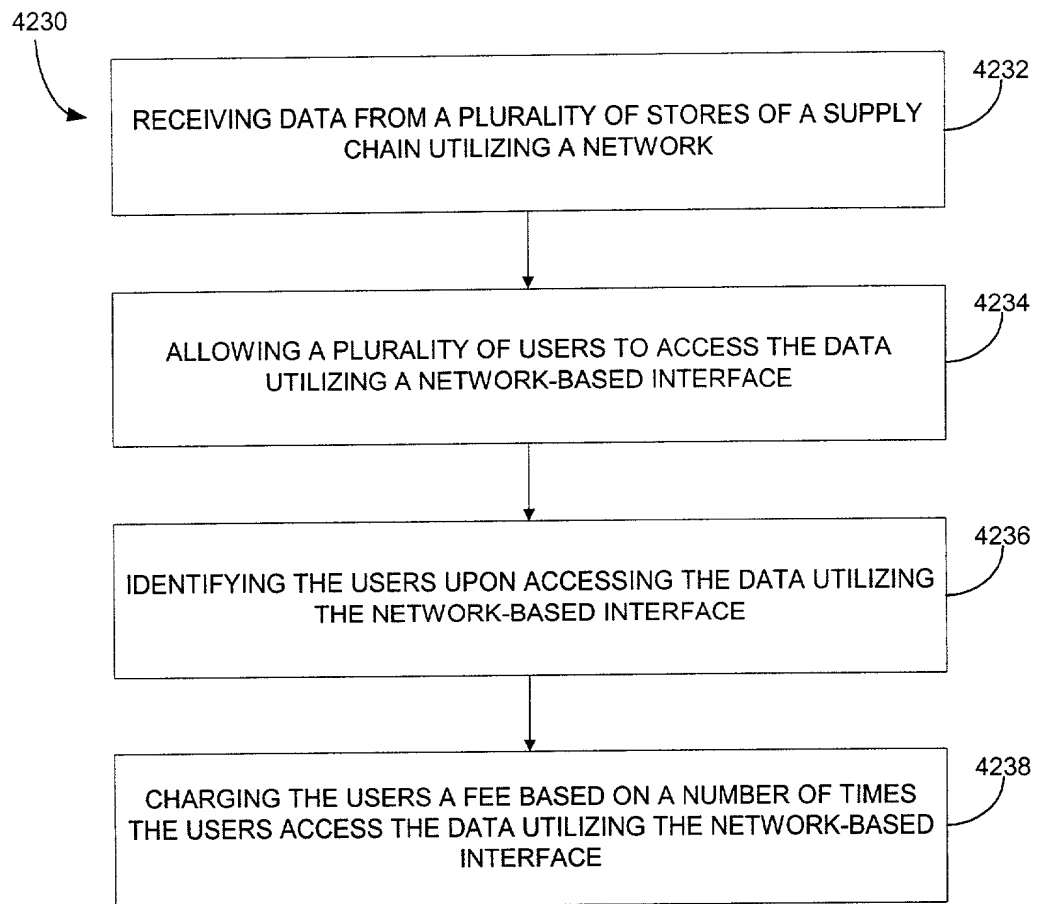 4230
4232
RECEIVING DATA FROM A PLURALITY OF STORES OF A SUPPLY
CHAIN UTILIZING A NETWORK
4234
ALLOWING A PLURALITY OF USERS TO ACCESS THE DATA
UTILIZING A NETWORK-BASED INTERFACE
4236
IDENTIFYING THE USERS UPON ACCESSING THE DATA UTILIZING
THE NETWORK-BASED INTERFACE
4238
CHARGING THE USERS A FEE BASED ON A NUMBER OF TIMES
THE USERS ACCESS THE DATA UTILIZING THE NETWORK-BASED
INTERFACE